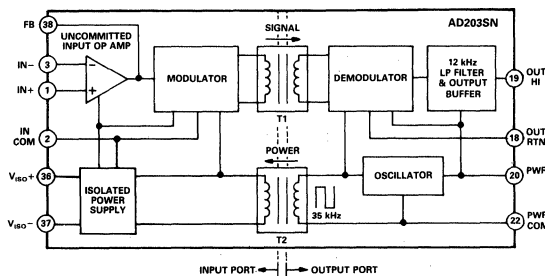 AD203SN
FB
38
UNCOMMITTED
INPUT OP AMP
SIGNAL
IN−
3
−
IN+
1
+
MODULATOR
T1
DEMODULATOR
12 kHz
LP FILTER
& OUTPUT
BUFFER
19
OUT
HI
IN
COM
2
18
OUT
RTN
POWER
VISO+
36
ISOLATED
POWER
SUPPLY
VISO−
37
35 kHz
T2
OSCILLATOR
20
PWR
22
PWR
COM
INPUT PORT
OUTPUT PORT